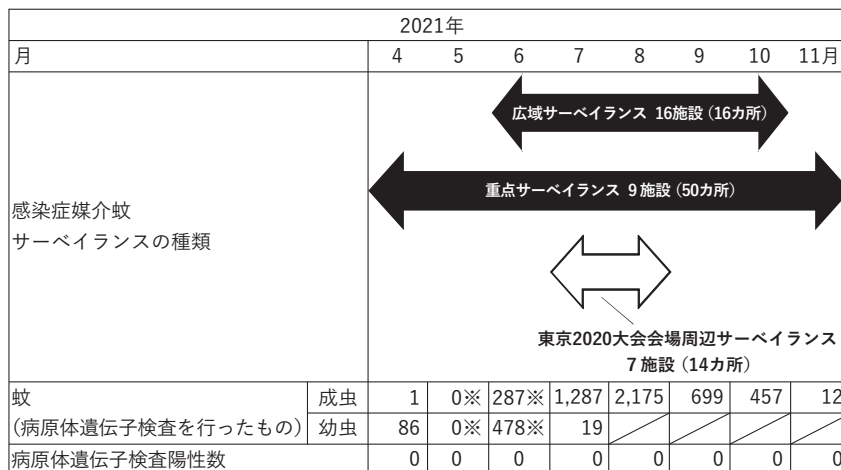 2021年
月 4 5 6 7 8 9 10 11月
広域サーベイランス 16施設 (16カ所)
重点サーベイランス 9施設 (50カ所)
感染症媒介蚊
サーベイランスの種類
東京2020大会会場周辺サーベイランス
7施設 (14カ所)
蚊 成虫 1 0※ 287※ 1,287 2,175 699 457 12
(病原体遺伝子検査を行ったもの) 幼虫 86 0※ 478※ 19
病原体遺伝子検査陽性数 0 0 0 0 0 0 0 0